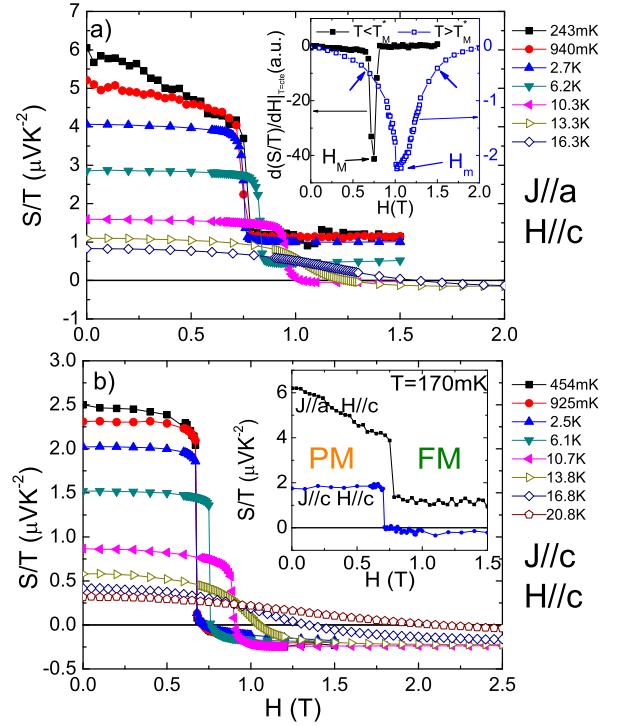 a)
S/T (μVK⁻²)
7
6
5
4
3
2
1
0
-1
0.0 0.5 1.0 1.5 2.0
243mK
940mK
2.7K
6.2K
10.3K
13.3K
16.3K
J//a
H//c
T<T*M T>T*M
d(S/T)/dH|T=cte(a.u.)
0
-20
-40
0
-1
-2
HM
Hm
0.0 0.5 1.0 1.5 2.0
H(T)
b)
S/T (μVK⁻²)
3.0
2.5
2.0
1.5
1.0
0.5
0.0
-0.5
0.0 0.5 1.0 1.5 2.0 2.5
H (T)
454mK
925mK
2.5K
6.1K
10.7K
13.8K
16.8K
20.8K
J//c
H//c
T=170mK
S/T (μVK⁻²)
6
4
2
0
J//a H//c
PM FM
J//c H//c
0.0 0.5 1.0 1.5
H (T)